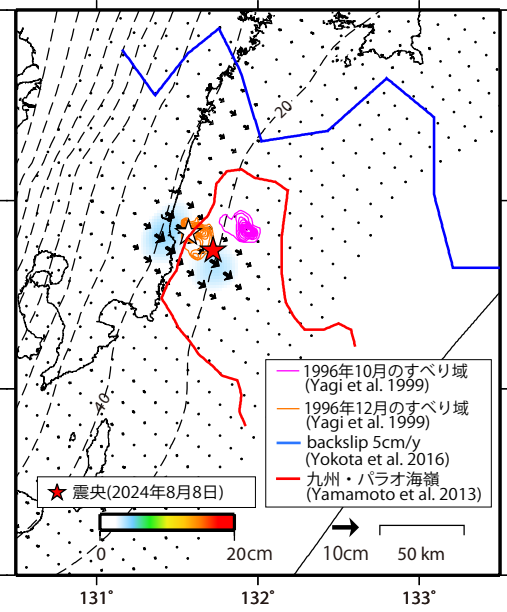 20
40
1996年10月のすべり域
(Yagi et al. 1999)
1996年12月のすべり域
(Yagi et al. 1999)
backslip 5cm/y
(Yokota et al. 2016)
九州・パラオ海嶺
(Yamamoto et al. 2013)
震央(2024年8月8日)
0 20cm
10cm 50 km
131° 132° 133°